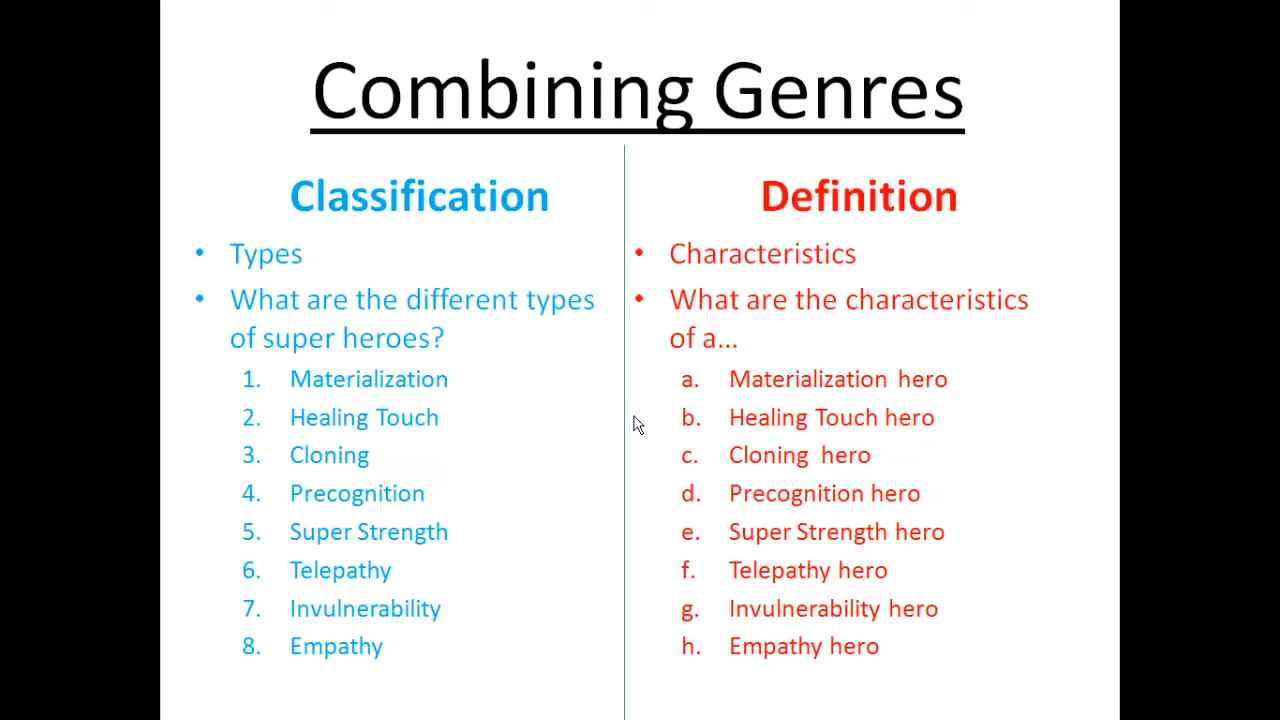 Combining Genres
Classification
• Types
• What are the different types
of super heroes?
1. Materialization
2. Healing Touch
3. Cloning
4. Precognition
5. Super Strength
6. Telepathy
7. Invulnerability
8. Empathy
Definition
• Characteristics
• What are the characteristics
of a...
a. Materialization hero
b. Healing Touch hero
c. Cloning hero
d. Precognition hero
e. Super Strength hero
f. Telepathy hero
g. Invulnerability hero
h. Empathy hero